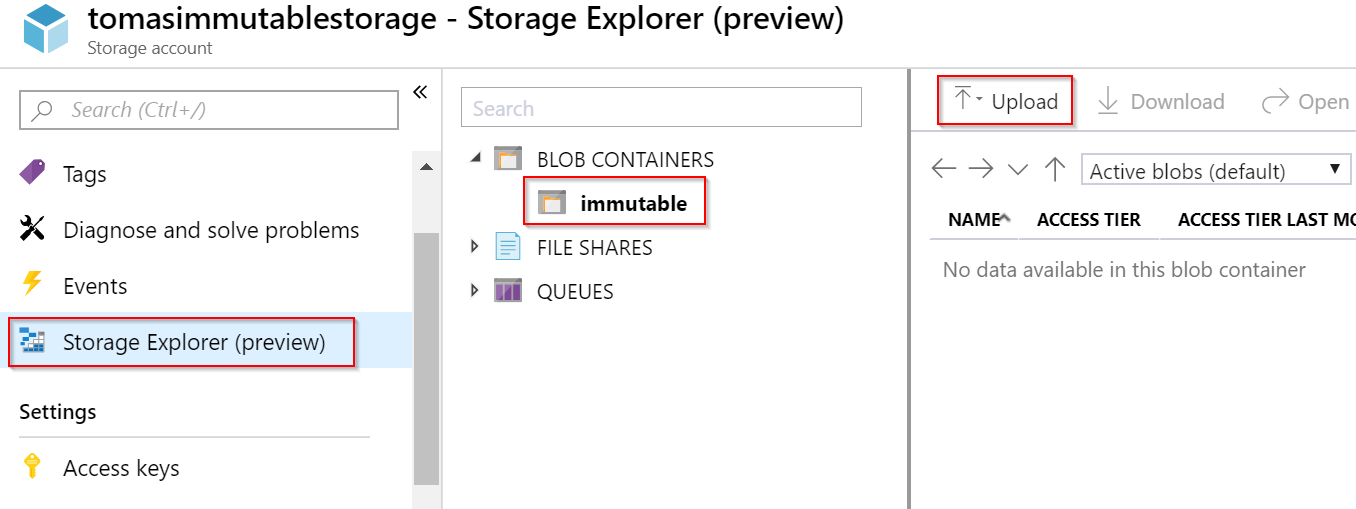 tomasimmutablestorage - Storage Explorer (preview)
Storage account
Search (Ctrl+/)
Tags
Diagnose and solve problems
Events
Storage Explorer (preview)
Settings
Access keys
Search
BLOB CONTAINERS
immutable
FILE SHARES
QUEUES
Upload
Download
Open
Active blobs (default)
NAME ACCESS TIER ACCESS TIER LAST MO
No data available in this blob container